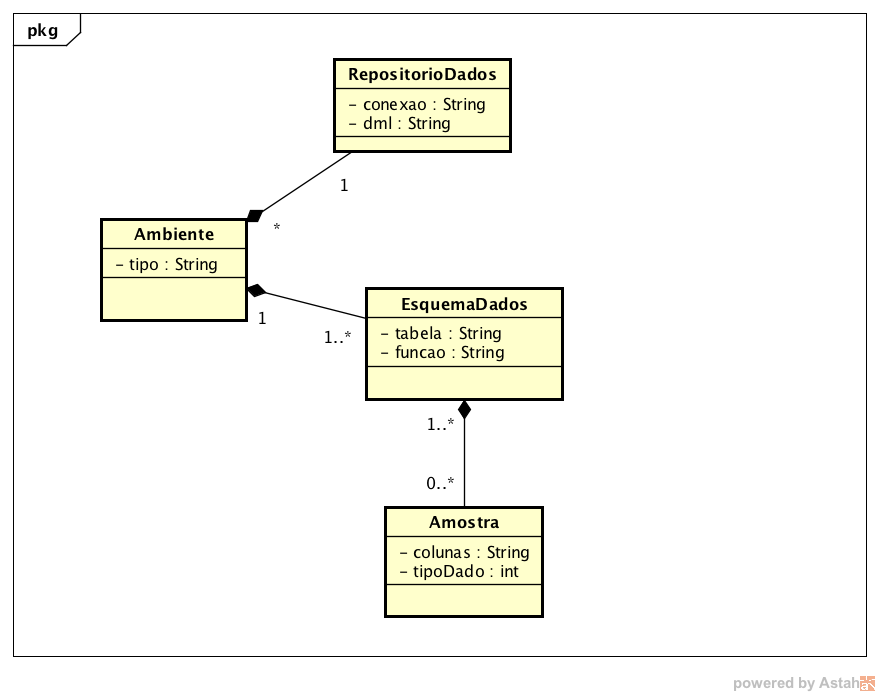 pkg
RepositorioDados
- conexao : String
- dml : String
1
*
Ambiente
- tipo : String
1
1..*
EsquemaDados
- tabela : String
- funcao : String
1..*
0..*
Amostra
- colunas : String
- tipoDado : int
powered by Astah